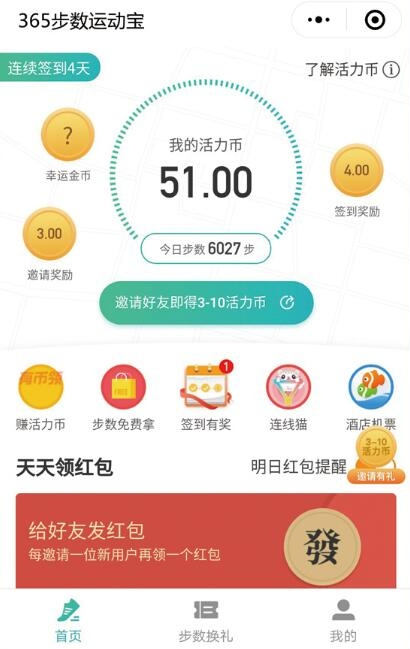 365步数运动宝
连续签到4天
了解活力币
?
幸运金币
我的活力币
51.00
4.00
签到奖励
3.00
邀请奖励
今日步数 6027 步
邀请好友即得3-10活力币
有币领
FREE
1
赚活力币
步数免费拿
签到有奖
连线猫
酒店机票
3~10
活力币
邀请有礼
天天领红包
明日红包提醒
给好友发红包
每邀请一位新用户再领一个红包
發
首页
步数换礼
我的